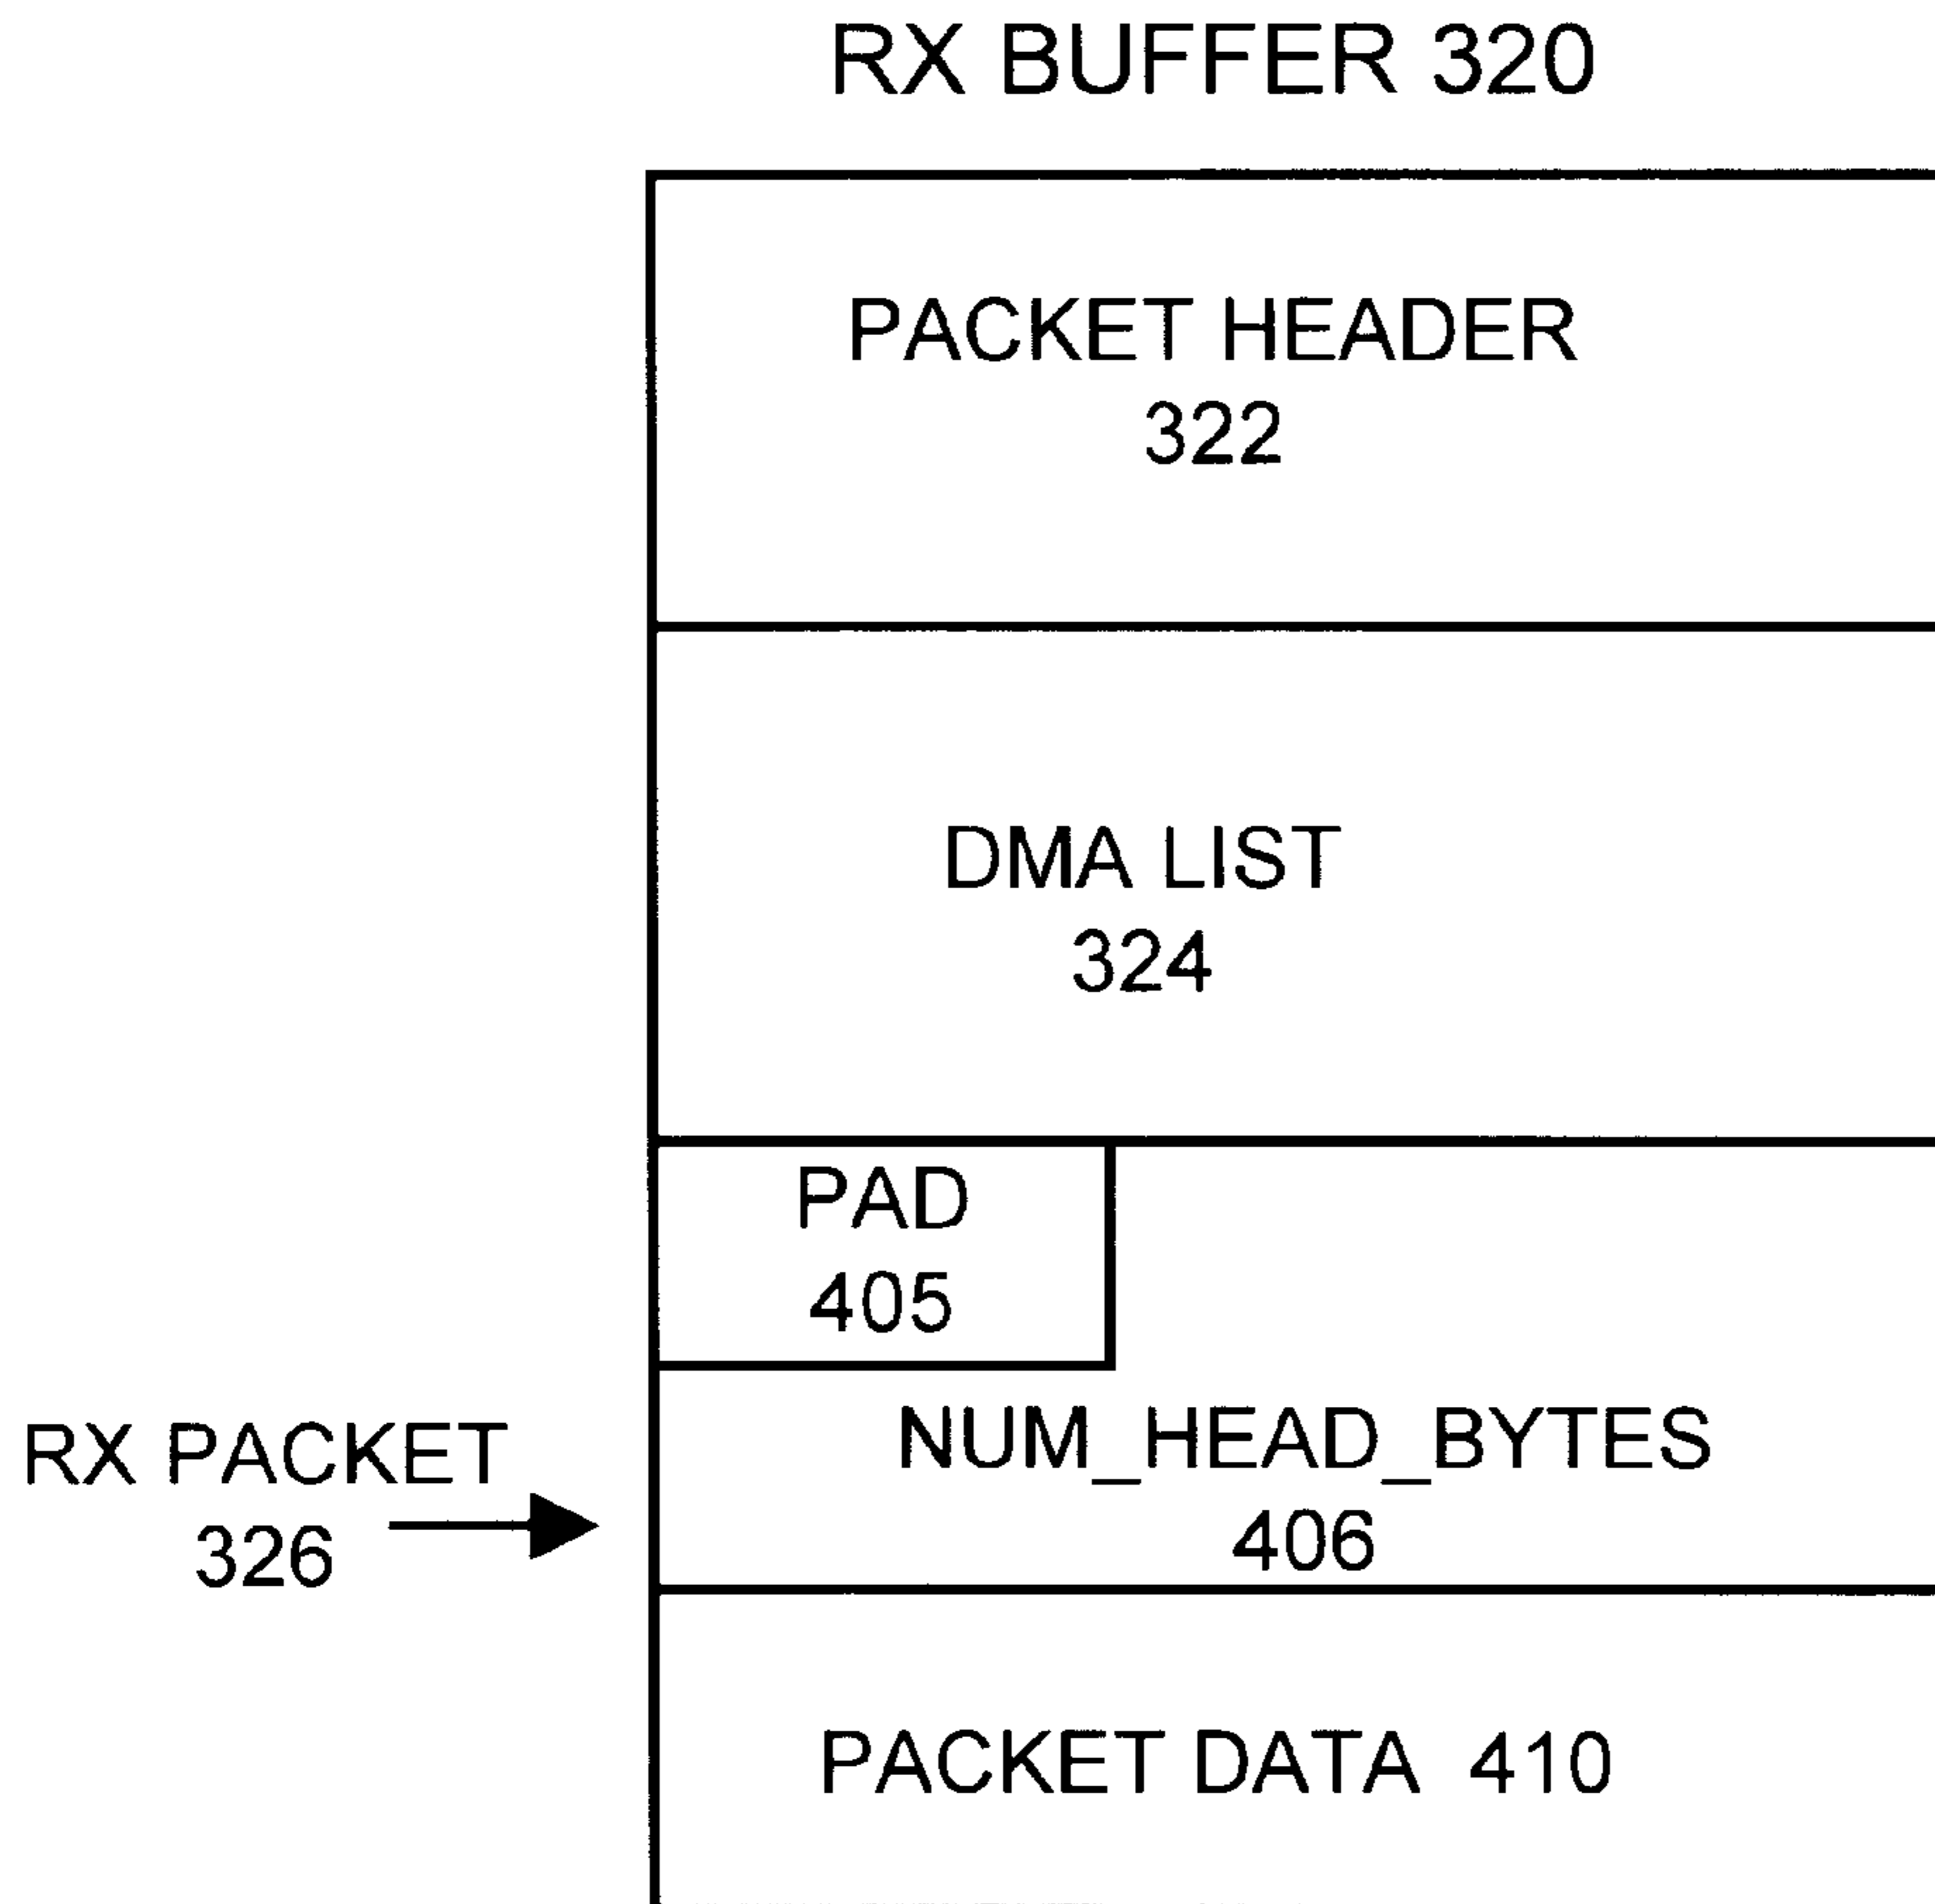 RX BUFFER 320
PACKET HEADER
322
DMA LIST
324
PAD
405
RX PACKET
326
NUM_HEAD_BYTES
406
PACKET DATA 410